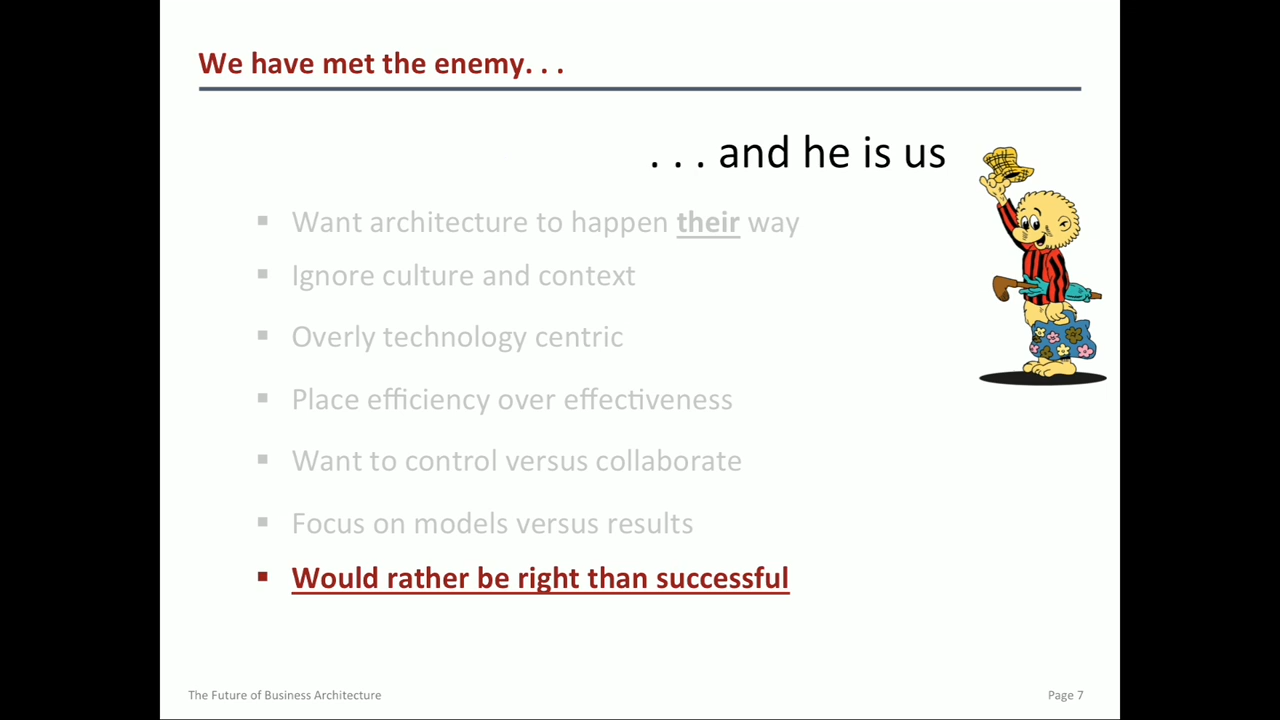 We have met the enemy. . .
. . . and he is us
▪ Want architecture to happen their way
▪ Ignore culture and context
▪ Overly technology centric
▪ Place efficiency over effectiveness
▪ Want to control versus collaborate
▪ Focus on models versus results
▪ Would rather be right than successful
The Future of Business Architecture
Page 7